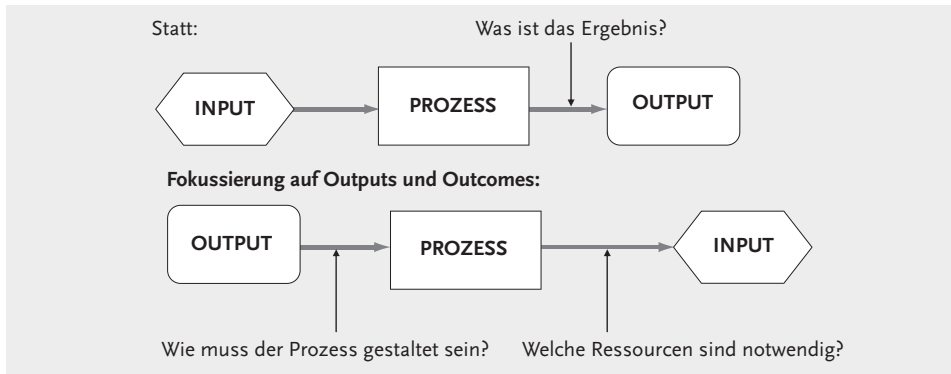 Statt:
Was ist das Ergebnis?
INPUT
PROZESS
OUTPUT
Fokussierung auf Outputs und Outcomes:
OUTPUT
PROZESS
INPUT
Wie muss der Prozess gestaltet sein?
Welche Ressourcen sind notwendig?